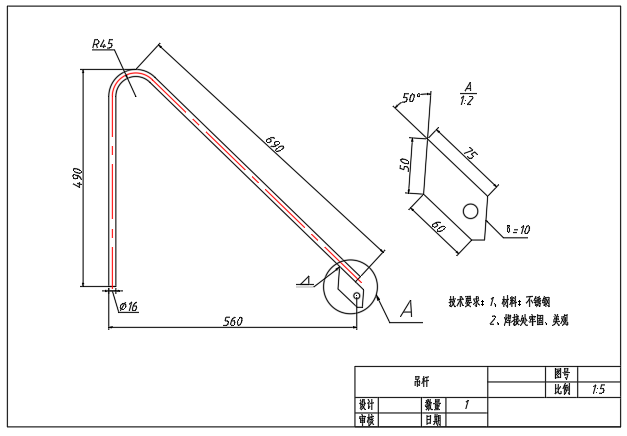 R45
690
490
Ø16
560
A
A
1:2
50°
75
50
60
δ=10
技术要求：1、材料：不锈钢
2、焊接处牢固、美观
吊杆
图号
比例 1:5
设计 数量 1
审核 日期